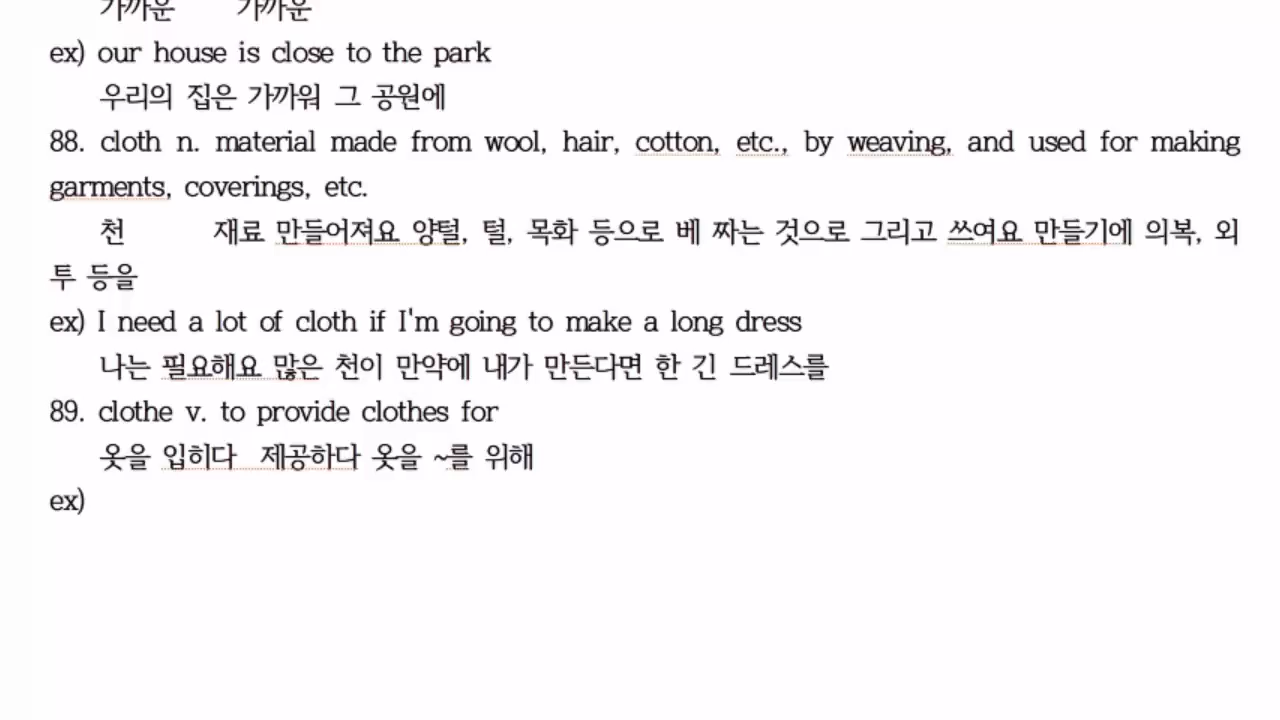 가까운 가까운
ex) our house is close to the park
우리의 집은 가까워 그 공원에
88. cloth n. material made from wool, hair, cotton, etc., by weaving, and used for making
garments, coverings, etc.
천 재료 만들어져요 양털, 털, 목화 등으로 베 짜는 것으로 그리고 쓰여요 만들기에 의복, 외
투 등을
ex) I need a lot of cloth if I'm going to make a long dress
나는 필요해요 많은 천이 만약에 내가 만든다면 한 긴 드레스를
89. clothe v. to provide clothes for
옷을 입히다 제공하다 옷을 ~를 위해
ex)